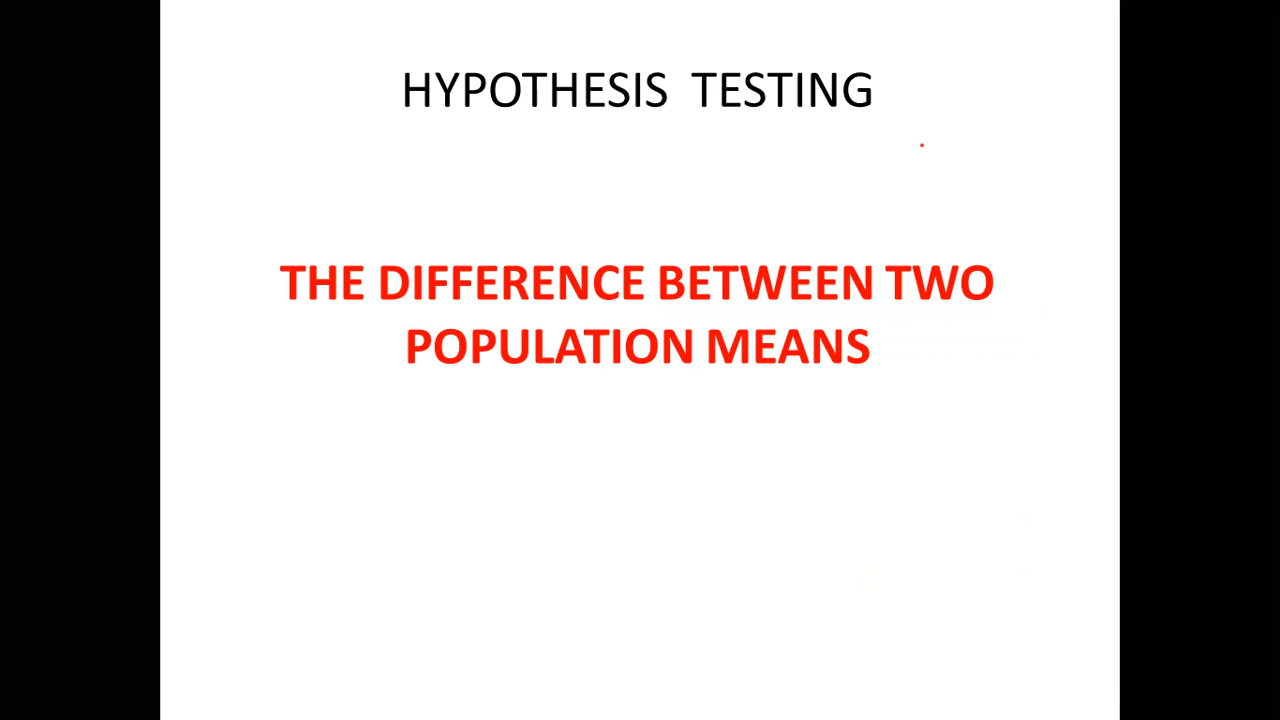 HYPOTHESIS TESTING
THE DIFFERENCE BETWEEN TWO
POPULATION MEANS